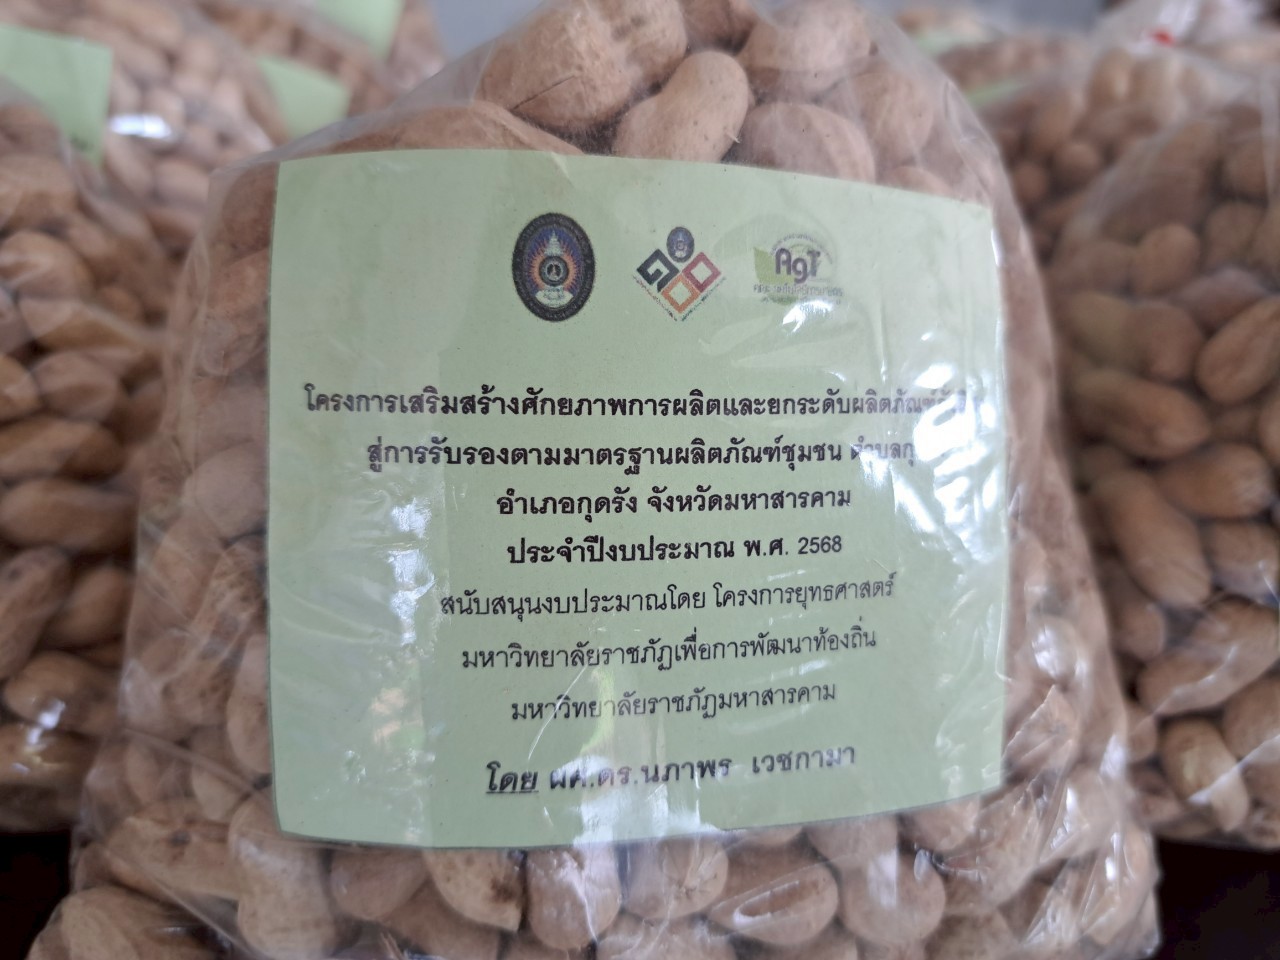 AgT
โครงการเสริมสร้างศักยภาพการผลิตและยกระดับผลิตภัณฑ์
สู่การรับรองตามมาตรฐานผลิตภัณฑ์ชุมชน ตำบล
อำเภอกุดรัง จังหวัดมหาสารคาม
ประจำปีงบประมาณ พ.ศ. 2568
สนับสนุนงบประมาณโดย โครงการยุทธศาสตร์
มหาวิทยาลัยราชภัฏเพื่อการพัฒนาท้องถิ่น
มหาวิทยาลัยราชภัฏมหาสารคาม
โดย ผศ.ดร.นภาพร เวชกามา